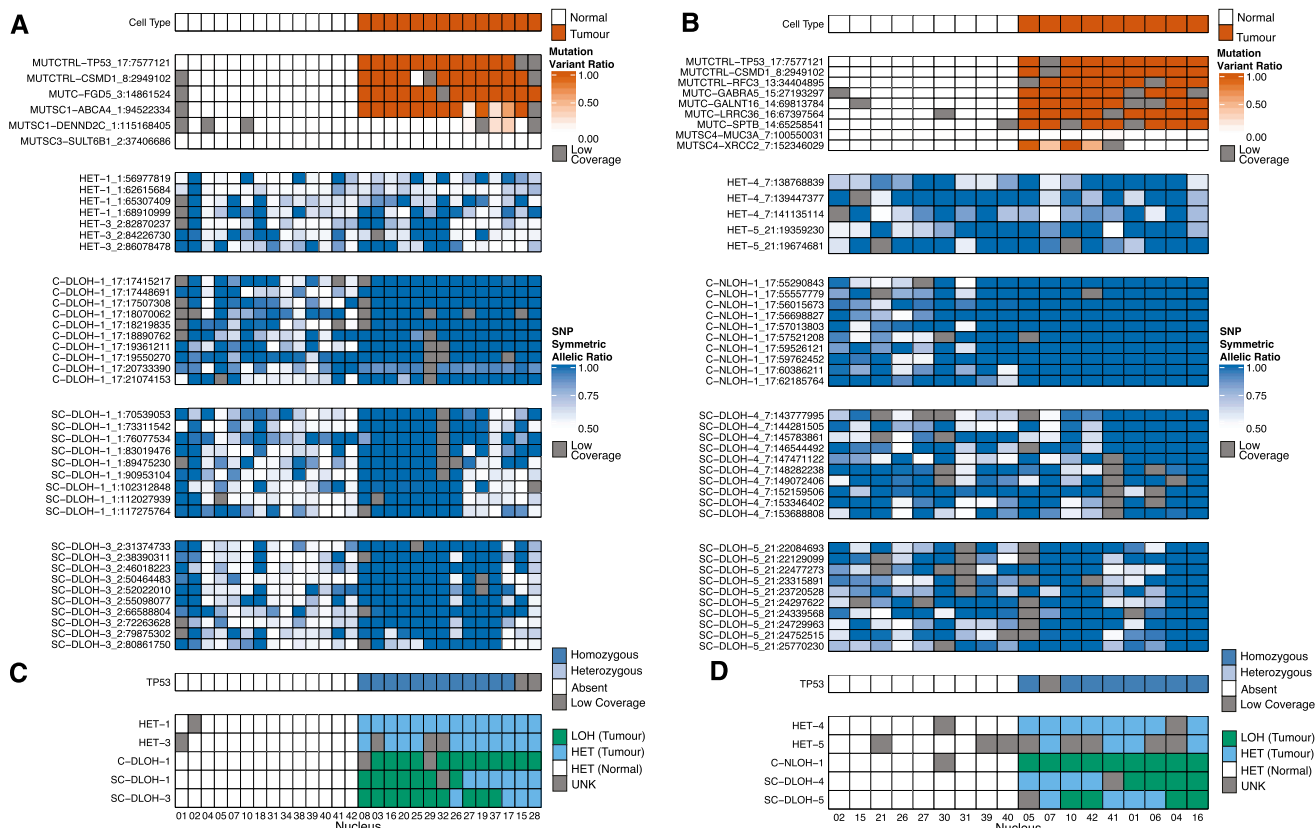 A
Cell Type
Normal
Tumour
MUTCTRL-TP53_17:7577121
MUTCTRL-CSMD1_8:2949102
MUTC-FGD5_3:14861524
MUTSC1-ABCA4_1:94522334
MUTSC1-DENND2C_1:115168405
MUTSC3-SULT6B1_2:37406686
Mutation
Variant Ratio
1.00
0.50
0.00
Low
Coverage
HET-1_1:56977819
HET-1_1:62615684
HET-1_1:65307409
HET-1_1:68910999
HET-3_2:82870237
HET-3_2:84226730
HET-3_2:86078478
C-DLOH-1_17:17415217
C-DLOH-1_17:17448691
C-DLOH-1_17:17507308
C-DLOH-1_17:18070062
C-DLOH-1_17:18219835
C-DLOH-1_17:18890762
C-DLOH-1_17:19361211
C-DLOH-1_17:19550270
C-DLOH-1_17:20733390
C-DLOH-1_17:21074153
SNP
Symmetric
Allelic Ratio
1.00
0.75
0.50
Low
Coverage
SC-DLOH-1_1:70539053
SC-DLOH-1_1:73311542
SC-DLOH-1_1:76077534
SC-DLOH-1_1:83019476
SC-DLOH-1_1:89475230
SC-DLOH-1_1:90953104
SC-DLOH-1_1:102312848
SC-DLOH-1_1:112027939
SC-DLOH-1_1:117275764
SC-DLOH-3_2:31374733
SC-DLOH-3_2:38390311
SC-DLOH-3_2:46018223
SC-DLOH-3_2:50464483
SC-DLOH-3_2:52022010
SC-DLOH-3_2:55098077
SC-DLOH-3_2:66588804
SC-DLOH-3_2:72263628
SC-DLOH-3_2:79875302
SC-DLOH-3_2:80861750
B
Cell Type
Normal
Tumour
MUTCTRL-TP53_17:7577121
MUTCTRL-CSMD1_8:2949102
MUTCTRL-RFC3_13:34404895
MUTC-GABRA5_15:27193297
MUTC-GALNT16_14:69813784
MUTC-LRRC36_16:67397564
MUTC-SPTB_14:65258541
MUTSC4-MUC3A_7:100550031
MUTSC4-XRCC2_7:152346029
Mutation
Variant Ratio
1.00
0.50
0.00
Low
Coverage
HET-4_7:138768839
HET-4_7:139447377
HET-4_7:141135114
HET-5_21:19359230
HET-5_21:19674681
C-NLOH-1_17:55290843
C-NLOH-1_17:55557779
C-NLOH-1_17:56015673
C-NLOH-1_17:56698827
C-NLOH-1_17:57013803
C-NLOH-1_17:57521208
C-NLOH-1_17:59526121
C-NLOH-1_17:59762452
C-NLOH-1_17:60386211
C-NLOH-1_17:62185764
SNP
Symmetric
Allelic Ratio
1.00
0.75
0.50
Low
Coverage
SC-DLOH-4_7:143777995
SC-DLOH-4_7:144281505
SC-DLOH-4_7:145783861
SC-DLOH-4_7:146544492
SC-DLOH-4_7:147471122
SC-DLOH-4_7:148282238
SC-DLOH-4_7:149072406
SC-DLOH-4_7:152159506
SC-DLOH-4_7:153346402
SC-DLOH-4_7:153688808
SC-DLOH-5_21:22084693
SC-DLOH-5_21:22129099
SC-DLOH-5_21:22477273
SC-DLOH-5_21:23315891
SC-DLOH-5_21:23720528
SC-DLOH-5_21:24297622
SC-DLOH-5_21:24339568
SC-DLOH-5_21:24729963
SC-DLOH-5_21:24752515
SC-DLOH-5_21:25770230
C
TP53
Homozygous
Heterozygous
Absent
Low Coverage
HET-1
HET-3
C-DLOH-1
SC-DLOH-1
SC-DLOH-3
LOH (Tumour)
HET (Tumour)
HET (Normal)
UNK
01 02 04 05 07 10 18 31 34 38 39 40 41 42 08 03 16 20 25 29 32 26 27 19 37 17 15 28
Nucleus
D
TP53
Homozygous
Heterozygous
Absent
Low Coverage
HET-4
HET-5
C-NLOH-1
SC-DLOH-4
SC-DLOH-5
LOH (Tumour)
HET (Tumour)
HET (Normal)
UNK
02 15 21 26 27 30 31 39 40 05 07 10 42 41 01 06 04 16
Nucleus